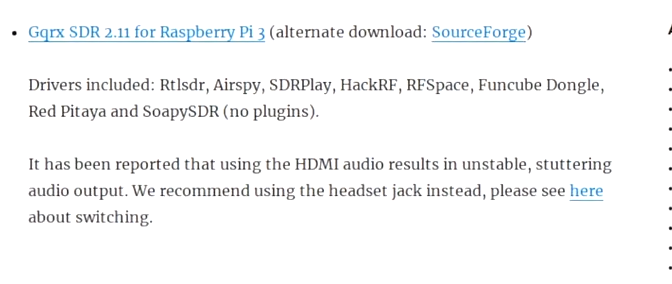 Gqrx SDR 2.11 for Raspberry Pi 3 (alternate download: SourceForge)
Drivers included: Rtlsdr, Airspy, SDRPlay, HackRF, RFSpace, Funcube Dongle,
Red Pitaya and SoapySDR (no plugins).
It has been reported that using the HDMI audio results in unstable, stuttering
audio output. We recommend using the headset jack instead, please see here
about switching.